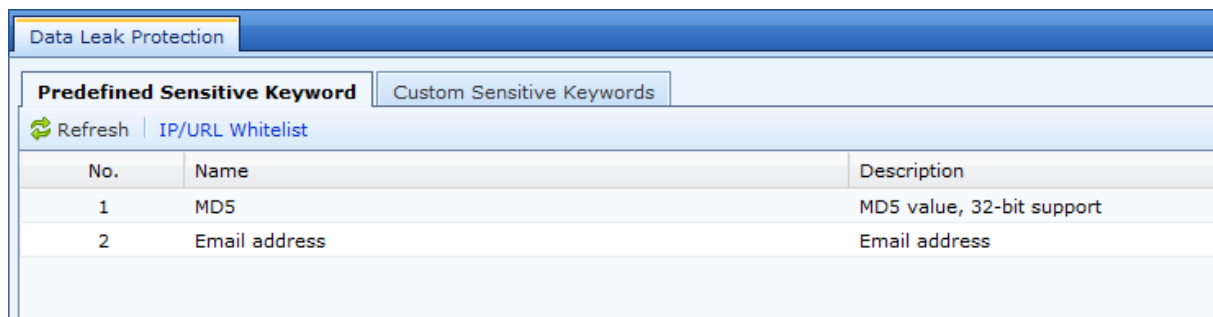 Data Leak Protection
Predefined Sensitive Keyword Custom Sensitive Keywords
Refresh IP/URL Whitelist
No. Name Description
1 MD5 MD5 value, 32-bit support
2 Email address Email address